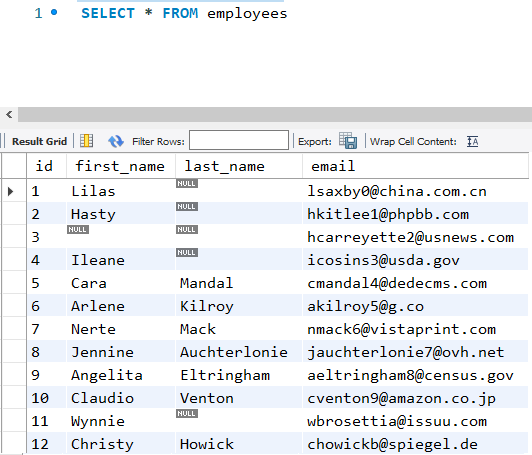 1 SELECT * FROM employees
Result Grid Filter Rows: Export: Wrap Cell Content:
id first_name last_name email
1 Lilas NULL lsaxby0@china.com.cn
2 Hasty NULL hkitlee1@phpbb.com
3 NULL hcarreyette2@usnews.com
4 Ileane NULL icosins3@usda.gov
5 Cara Mandal cmandal4@dedecms.com
6 Arlene Kilroy akilroy5@g.co
7 Nerte Mack nmack6@vistaprint.com
8 Jennine Auchterlonie jauchterlonie7@ovh.net
9 Angelita Eltringham aeltringham8@census.gov
10 Claudio Venton cventon9@amazon.co.jp
11 Wynnie NULL wbrosettia@issuu.com
12 Christy Howick chowickb@spiegel.de